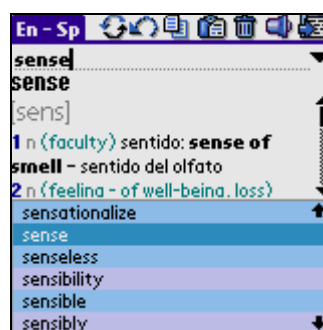 En - Sp
sense
sense
[sens]
1 n (faculty) sentido: sense of
smell - sentido del olfato
2 n (feeling - of well-being, loss)
sensationalize
sense
senseless
sensibility
sensible
sensibly